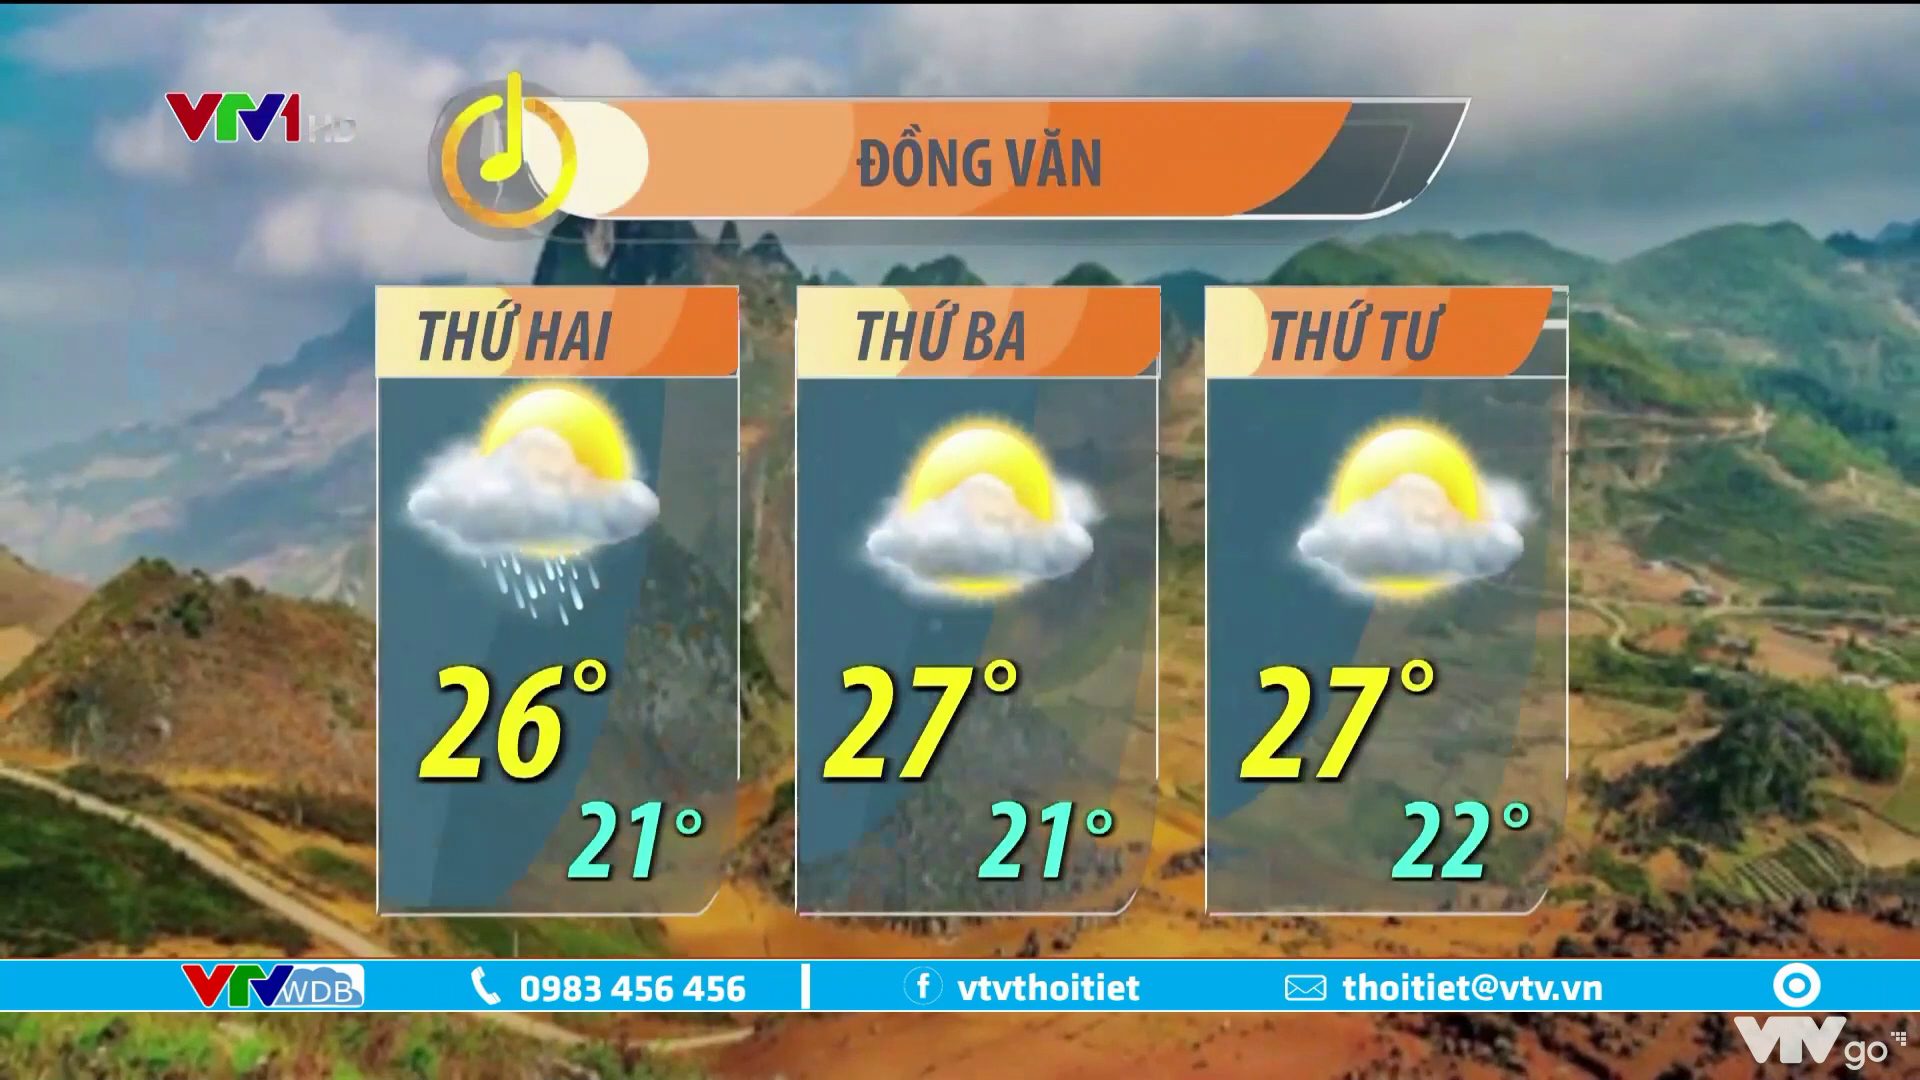 VTV1 HD
ĐỒNG VĂN
THỨ HAI
THỨ BA
THỨ TƯ
26°
27°
27°
21°
21°
22°
VTV WDB
0983 456 456
vtvthoitiet
thoitiet@vtv.vn
VTV go